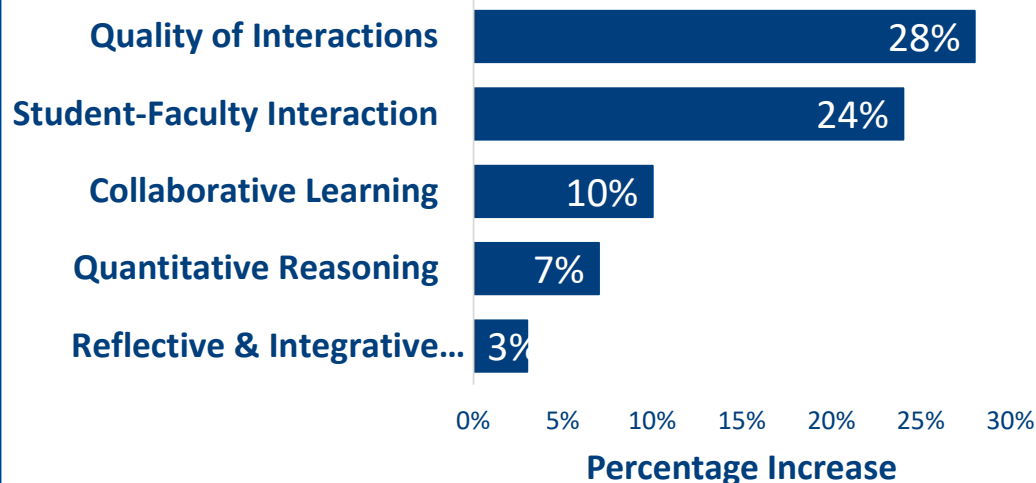 Quality of Interactions 28%
Student-Faculty Interaction 24%
Collaborative Learning 10%
Quantitative Reasoning 7%
Reflective & Integrative... 3%
0% 5% 10% 15% 20% 25% 30%
Percentage Increase